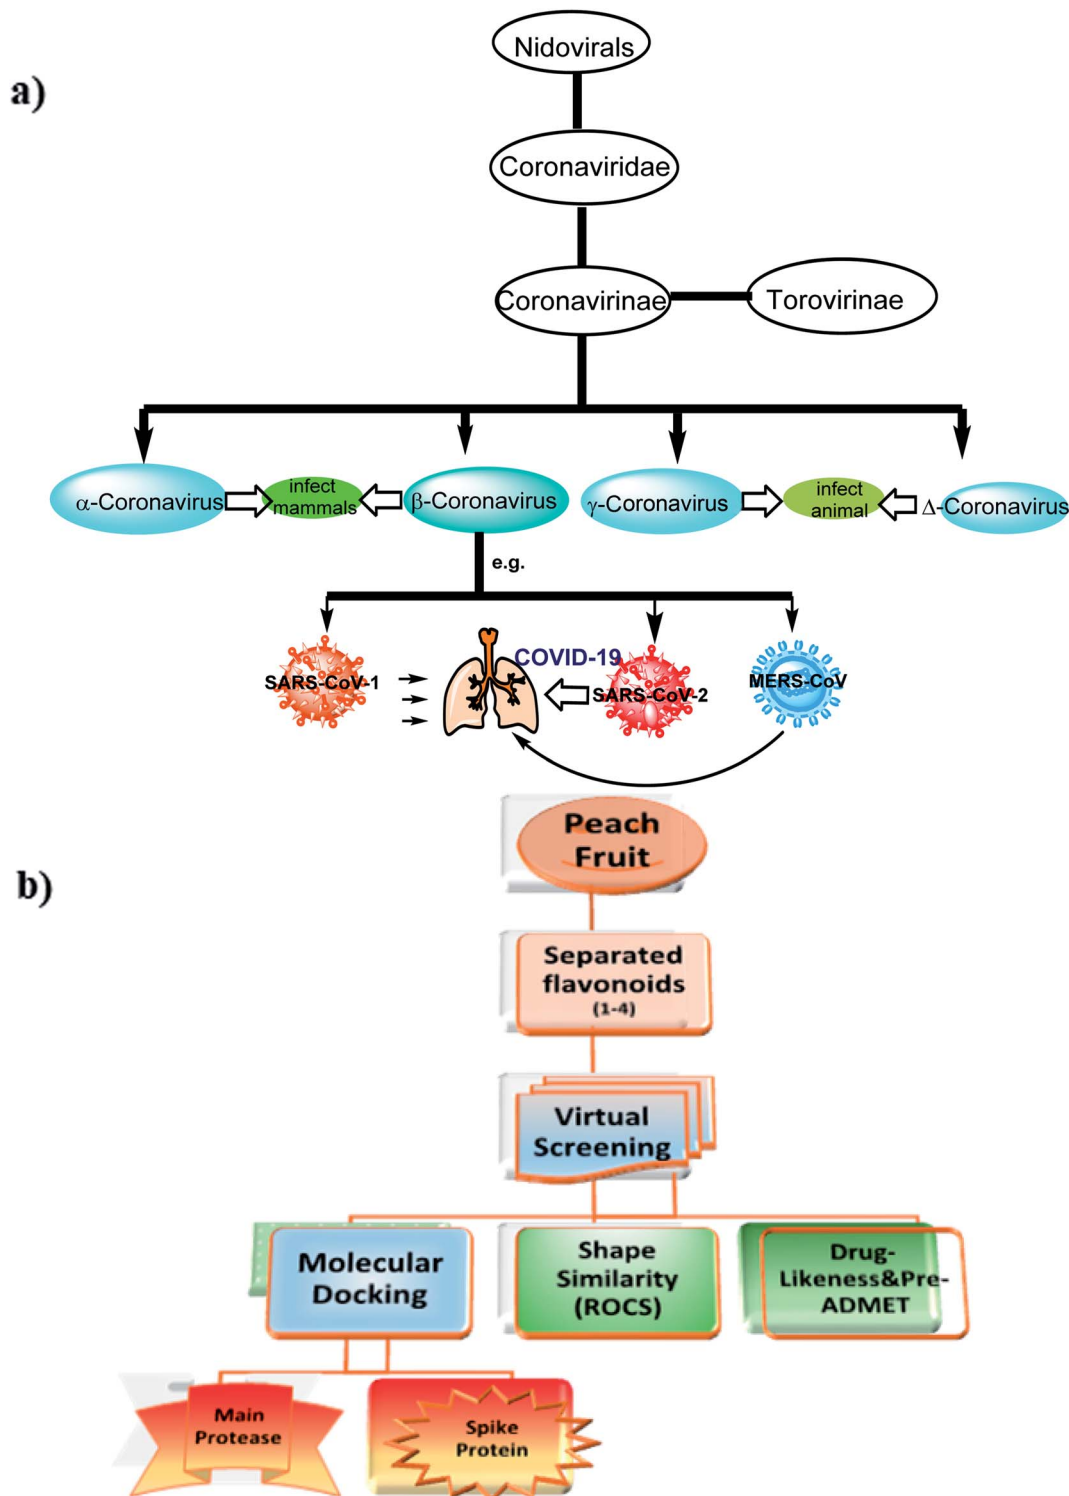 a)
Nidovirals
Coronaviridae
Coronavirinae
Torovirinae
α-Coronavirus
infect
mammals
β-Coronavirus
γ-Coronavirus
infect
animal
Δ-Coronavirus
e.g.
COVID-19
SARS-CoV-1
SARS-CoV-2
MERS-CoV
b)
Peach
Fruit
Separated
flavonoids
(1-4)
Virtual
Screening
Molecular
Docking
Shape
Similarity
(ROCS)
Drug-
Likeness&Pre-
ADMET
Main
Protease
Spike
Protein